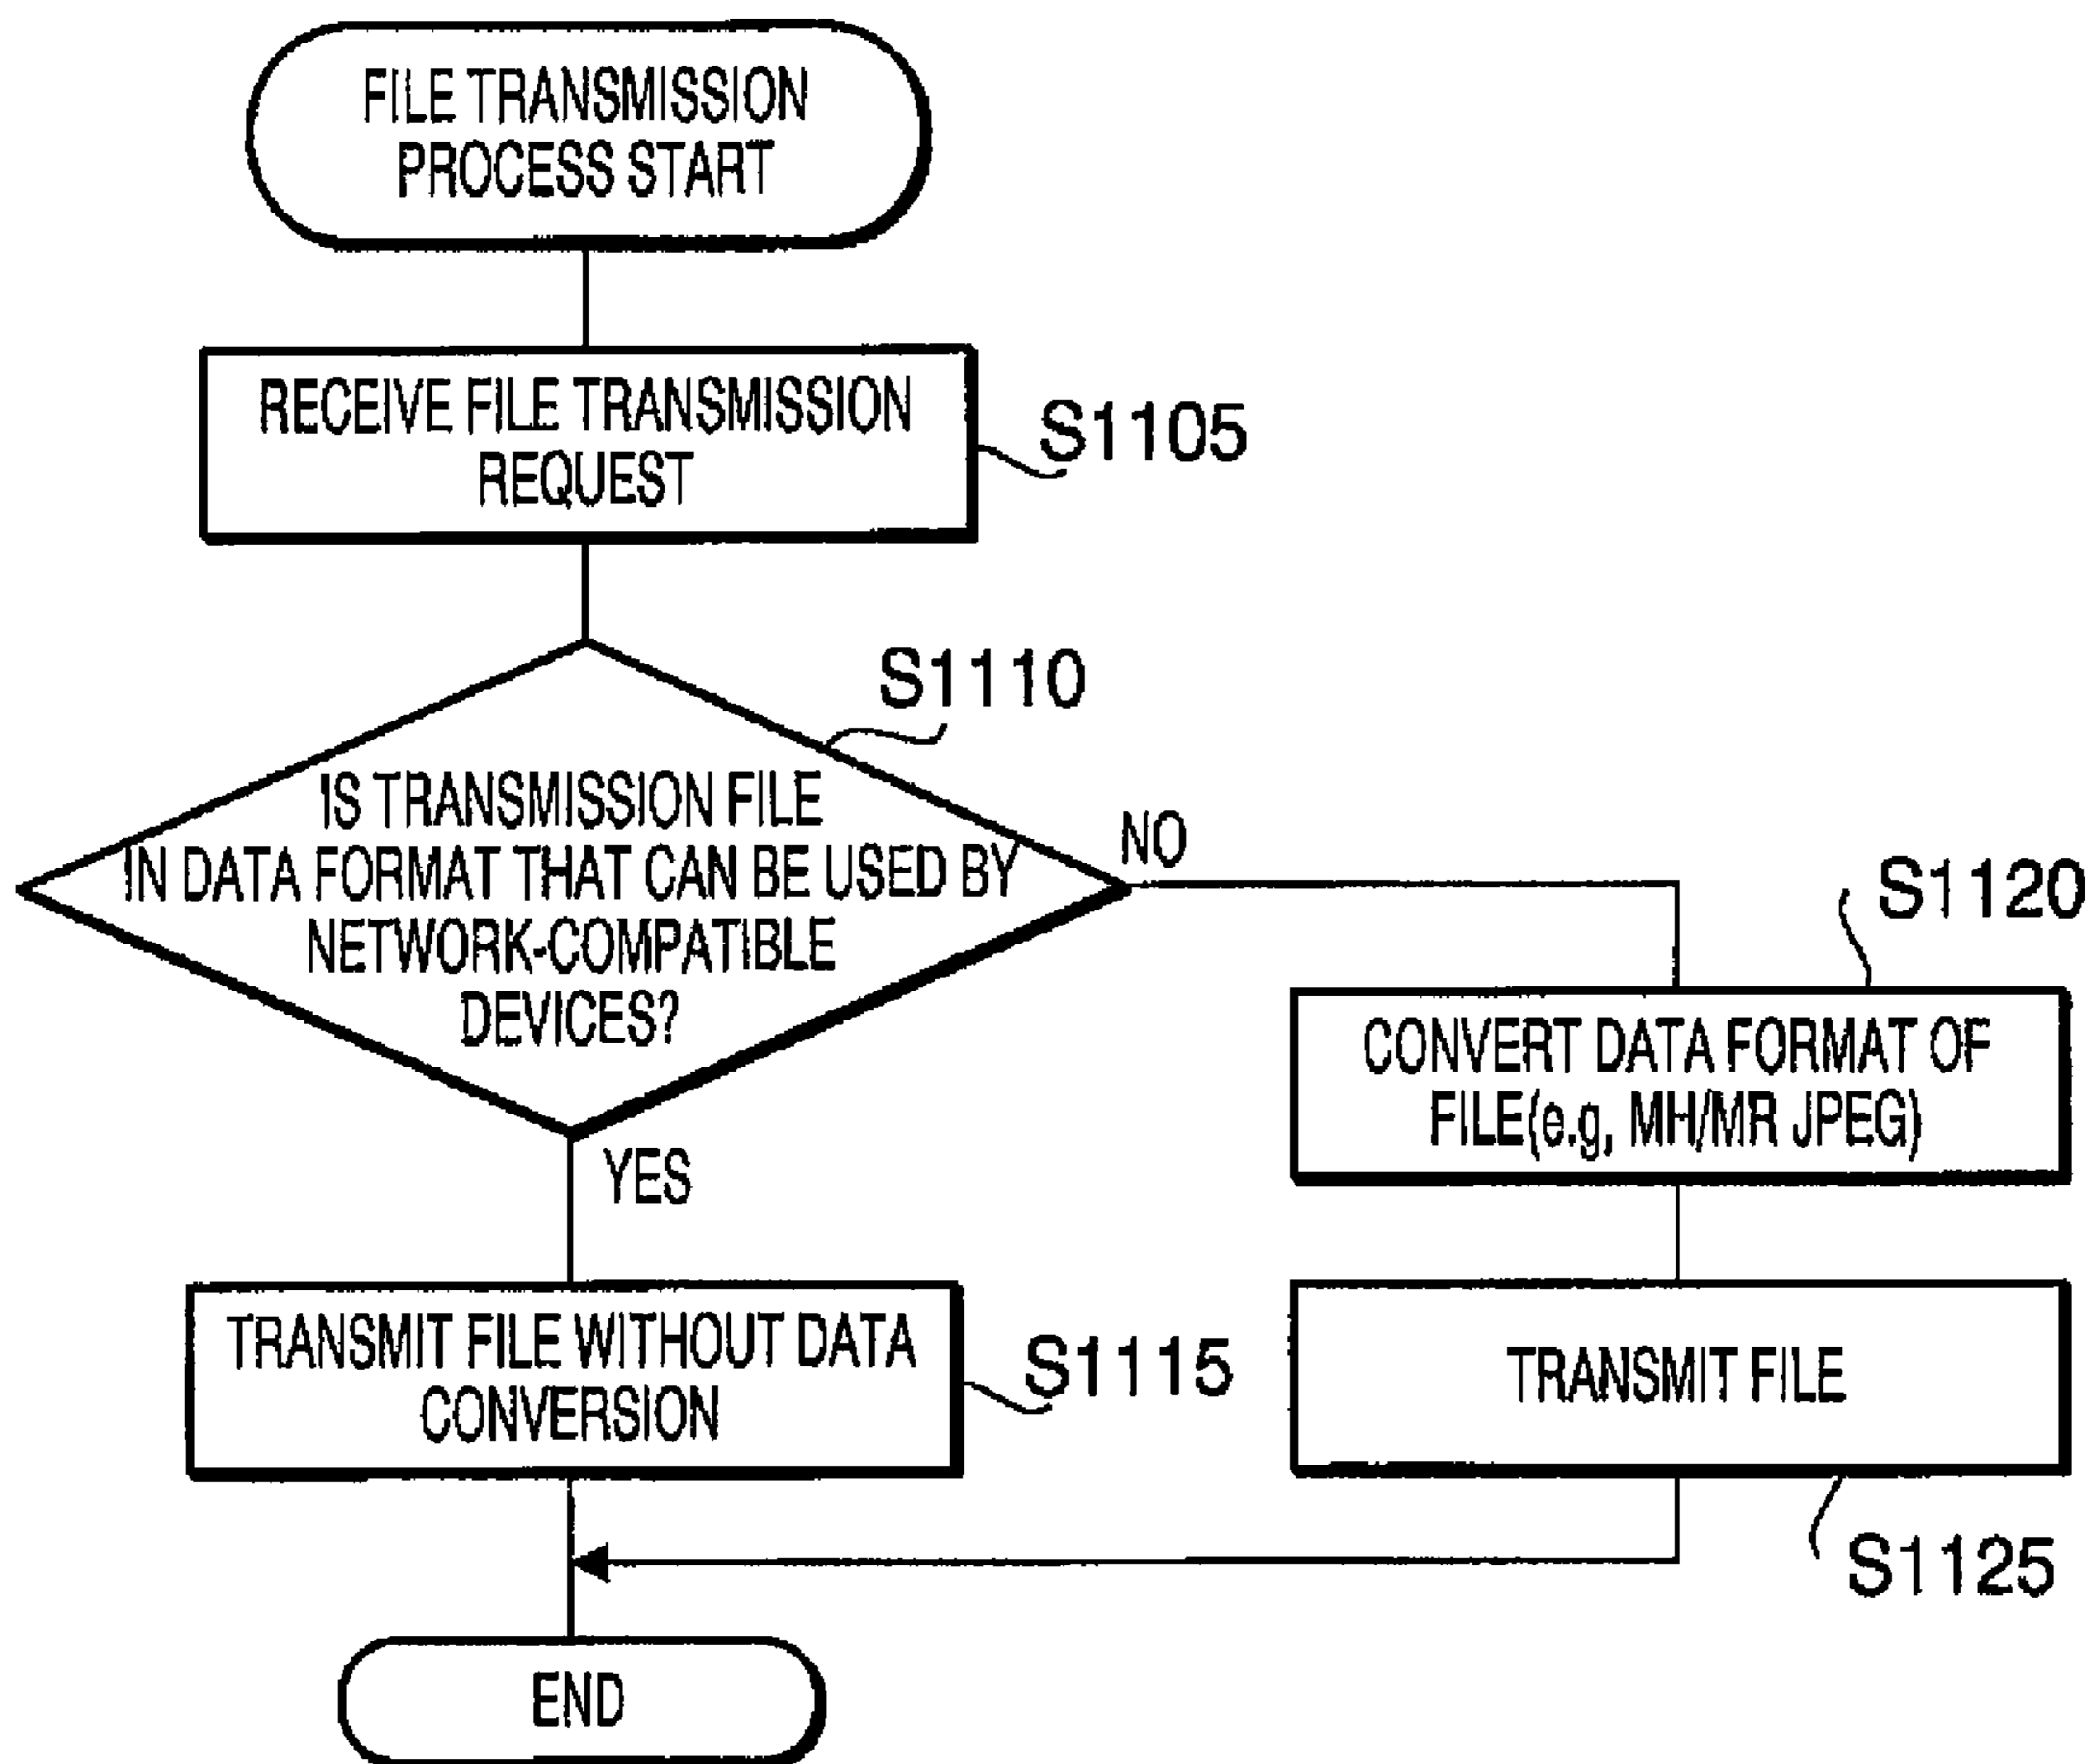 FILE TRANSMISSION
PROCESS START
RECEIVE FILE TRANSMISSION
REQUEST
S1105
S1110
IS TRANSMISSION FILE
IN DATA FORMAT THAT CAN BE USED BY
NETWORK-COMPATIBLE
DEVICES?
NO
YES
S1120
CONVERT DATA FORMAT OF
FILE(e.g, MH/MR JPEG)
TRANSMIT FILE WITHOUT DATA
CONVERSION
S1115
TRANSMIT FILE
S1125
END